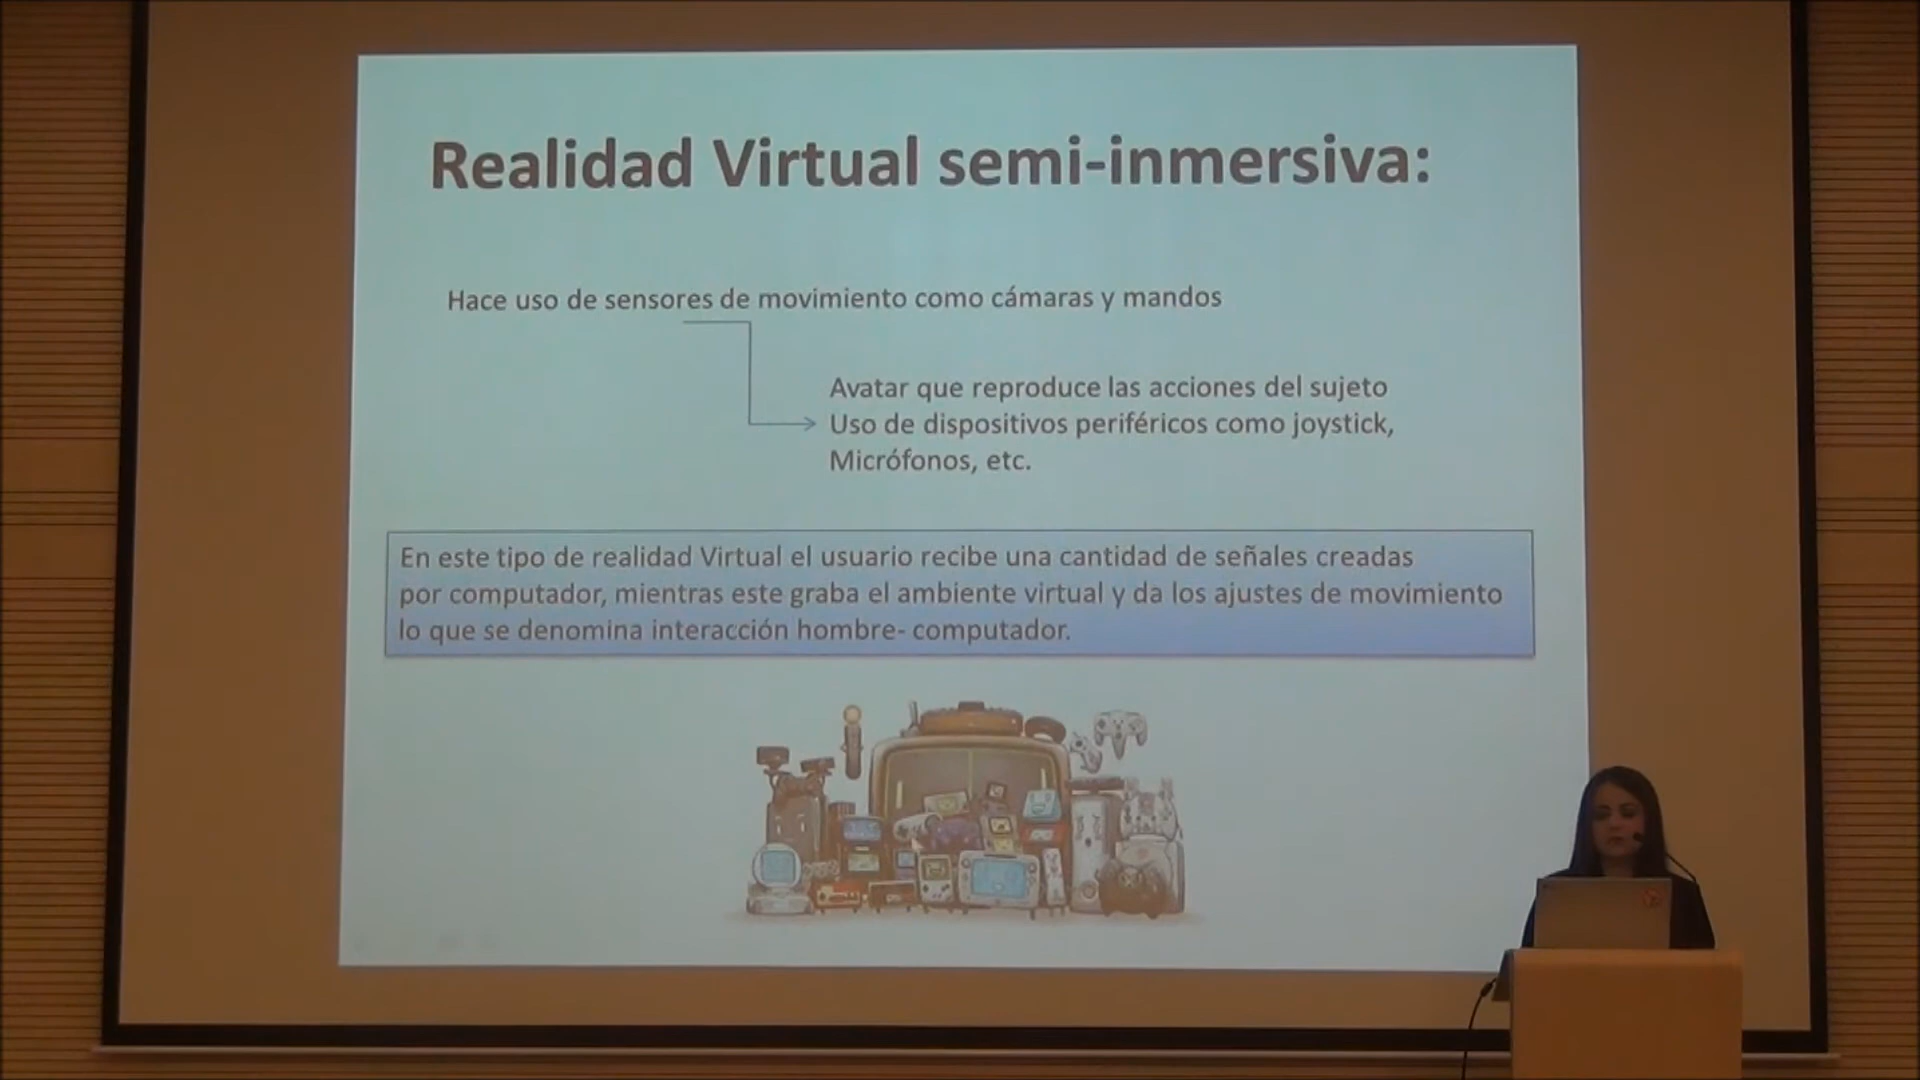 Realidad Virtual semi-inmersiva:
Hace uso de sensores de movimiento como cámaras y mandos
Avatar que reproduce las acciones del sujeto
Uso de dispositivos periféricos como joystick,
Micrófonos, etc.
En este tipo de realidad Virtual el usuario recibe una cantidad de señales creadas
por computador, mientras este graba el ambiente virtual y da los ajustes de movimiento
lo que se denomina interacción hombre- computador.